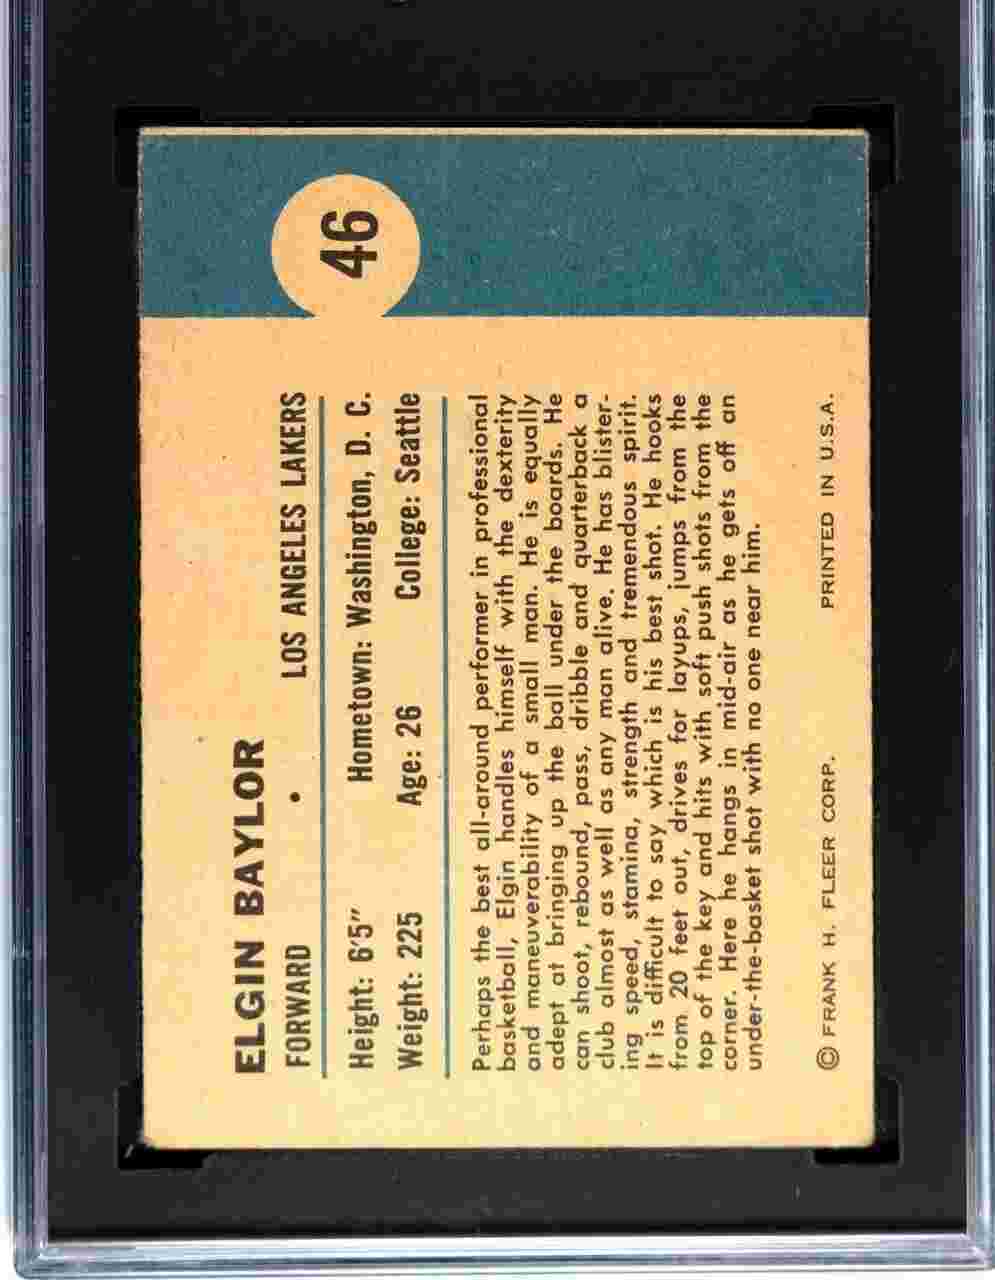 46
ELGIN BAYLOR
FORWARD • LOS ANGELES LAKERS
Height: 6'5" Hometown: Washington, D. C.
Weight: 225 Age: 26 College: Seattle
Perhaps the best all-around performer in professional
basketball, Elgin handles himself with the dexterity
and maneuverability of a small man. He is equally
adept at bringing up the ball under the boards. He
can shoot, rebound, pass, dribble and quarterback a
club almost as well as any man alive. He has blister-
ing speed, stamina, strength and tremendous spirit.
It is difficult to say which is his best shot. He hooks
from 20 feet out, drives for layups, jumps from the
top of the key and hits with soft push shots from the
corner. Here he hangs in mid-air as he gets off an
under-the-basket shot with no one near him.
© FRANK H. FLEER CORP. PRINTED IN U.S.A.